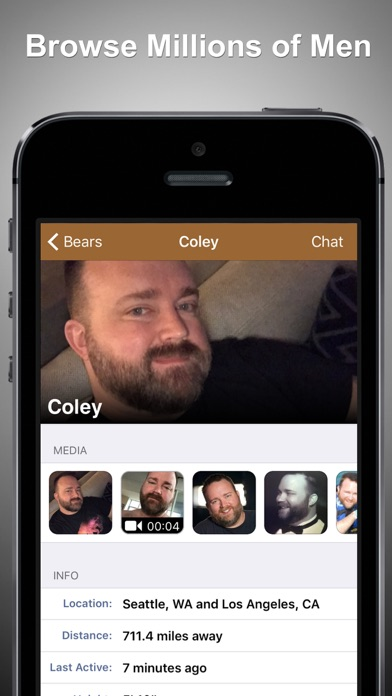 Browse Millions of Men
Bears
Coley
Chat
Coley
MEDIA
00:04
INFO
Location: Seattle, WA and Los Angeles, CA
Distance: 711.4 miles away
Last Active: 7 minutes ago